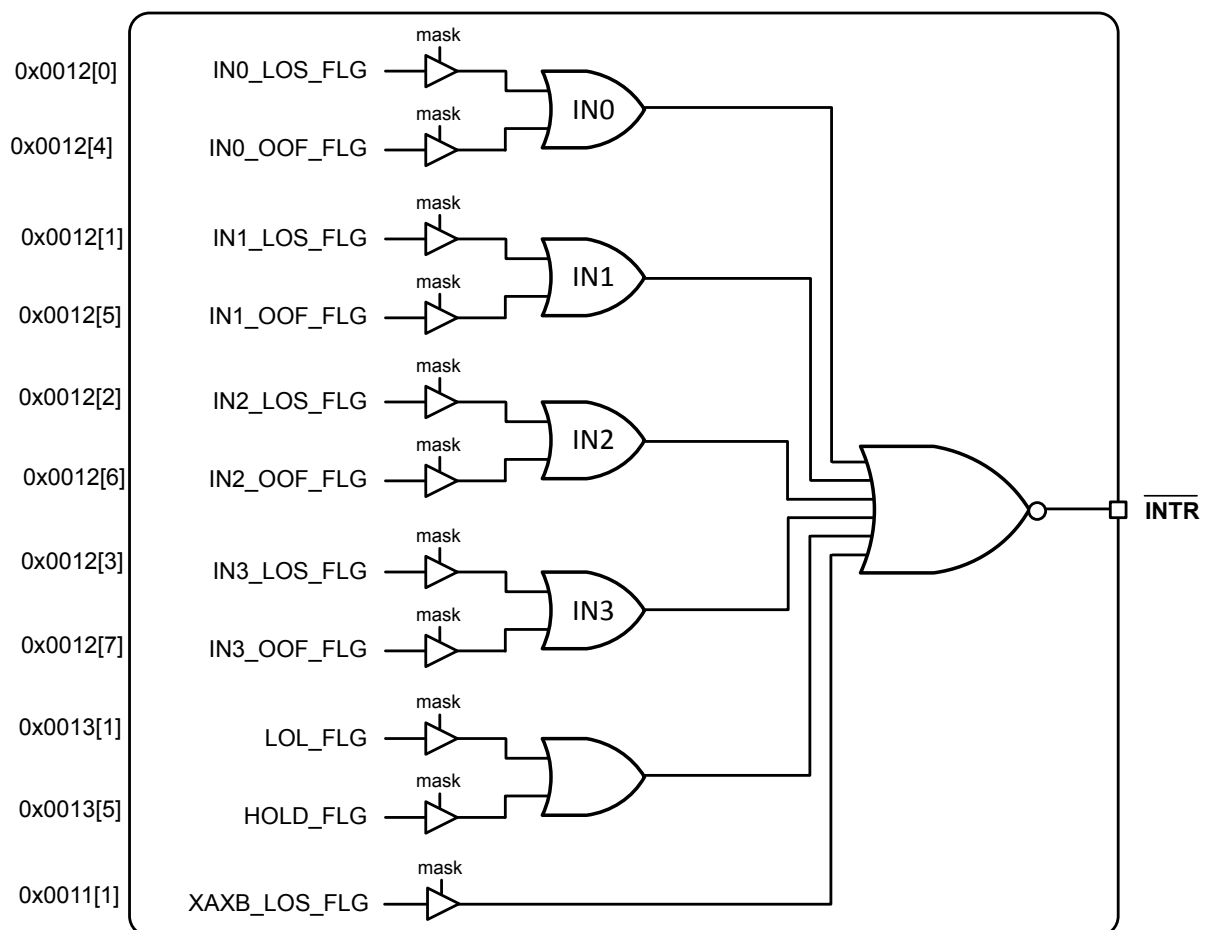 mask
0x0012[0] IN0_LOS_FLG
IN0
mask
0x0012[4] IN0_OOF_FLG
mask
0x0012[1] IN1_LOS_FLG
IN1
mask
0x0012[5] IN1_OOF_FLG
mask
0x0012[2] IN2_LOS_FLG
IN2
mask
0x0012[6] IN2_OOF_FLG
INTR
mask
0x0012[3] IN3_LOS_FLG
IN3
mask
0x0012[7] IN3_OOF_FLG
mask
0x0013[1] LOL_FLG
mask
0x0013[5] HOLD_FLG
mask
0x0011[1] XAXB_LOS_FLG